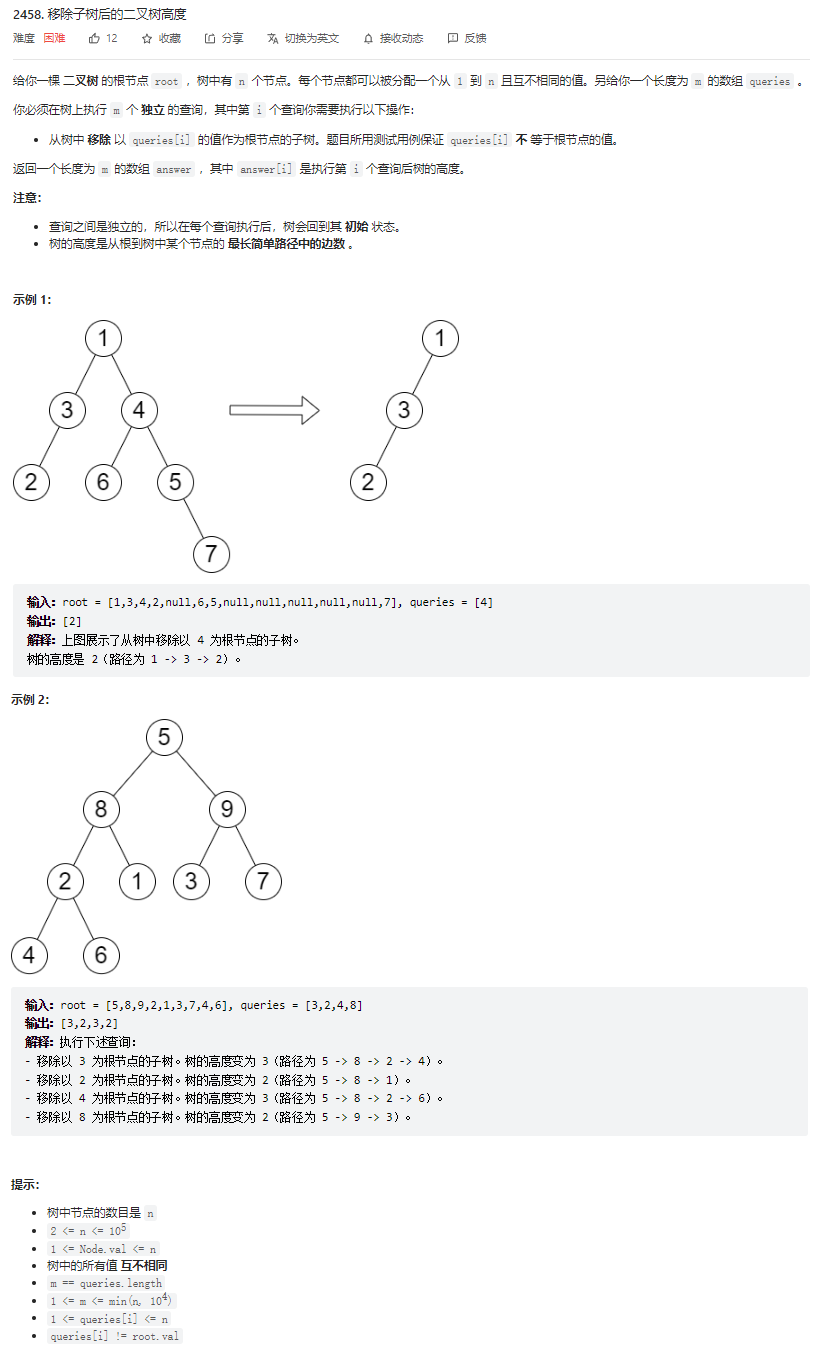 2458. 移除子树后的二叉树高度
难度 困难 12 收藏 分享 切换为英文 接收动态 反馈
给你一棵 二叉树 的根节点 root ，树中有 n 个节点。每个节点都可以被分配一个从 1 到 n 且互不相同的值。另给你一个长度为 m 的数组 queries 。
你必须在树上执行 m 个 独立 的查询，其中第 i 个查询你需要执行以下操作：
从树中 移除 以 queries[i] 的值作为根节点的子树。题目所用测试用例保证 queries[i] 不 等于根节点的值。
返回一个长度为 m 的数组 answer ，其中 answer[i] 是执行第 i 个查询后树的高度。
注意：
查询之间是独立的，所以在每个查询执行后，树会回到其 初始 状态。
树的高度是从根到树中某个节点的 最长简单路径中的边数 。
示例 1：
1 1
3 4 3
2 6 5 2
7
输入：root = [1,3,4,2,null,6,5,null,null,null,null,null,7], queries = [4]
输出：[2]
解释：上图展示了从树中移除以 4 为根节点的子树。
树的高度是 2（路径为 1 -> 3 -> 2）。
示例 2：
5
8 9
2 1 3 7
4 6
输入：root = [5,8,9,2,1,3,7,4,6], queries = [3,2,4,8]
输出：[3,2,3,2]
解释：执行下述查询：
- 移除以 3 为根节点的子树。树的高度变为 3（路径为 5 -> 8 -> 2 -> 4）。
- 移除以 2 为根节点的子树。树的高度变为 2（路径为 5 -> 8 -> 1）。
- 移除以 4 为根节点的子树。树的高度变为 3（路径为 5 -> 8 -> 2 -> 6）。
- 移除以 8 为根节点的子树。树的高度变为 2（路径为 5 -> 9 -> 3）。
提示：
树中节点的数目是 n
2 <= n <= 10⁵
1 <= Node.val <= n
树中的所有值 互不相同
m == queries.length
1 <= m <= min(n, 10⁴)
1 <= queries[i] <= n
queries[i] != root.val